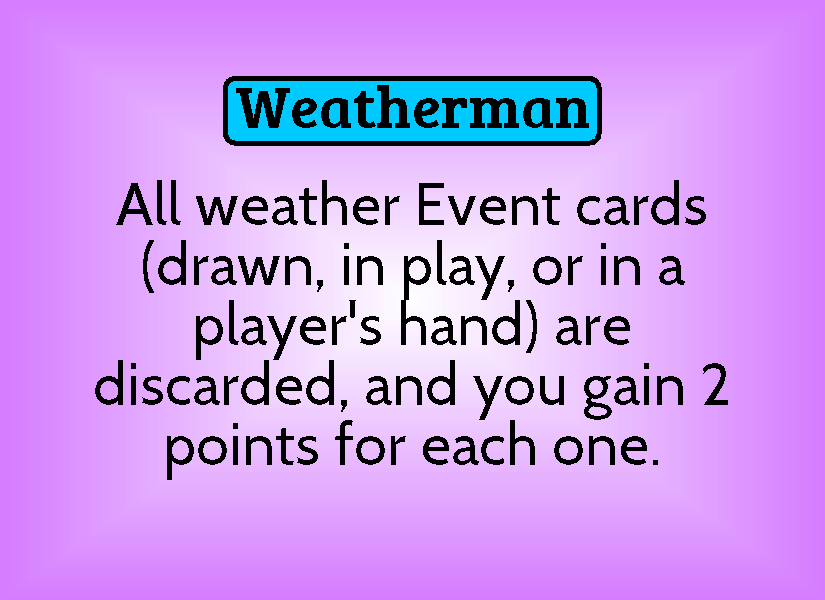 Weatherman
All weather Event cards
(drawn, in play, or in a
player's hand) are
discarded, and you gain 2
points for each one.